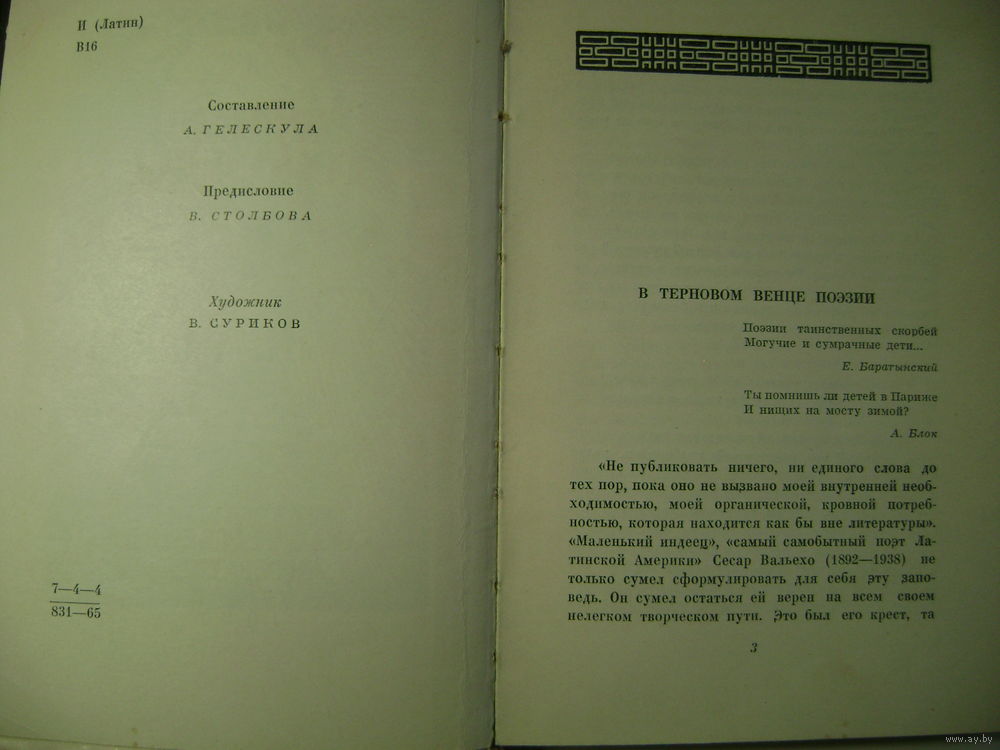 И (Латин)
В16
Составление
А. ГЕЛЕСКУЛА
Предисловие
В. СТОЛБОВА
Художник
В. СУРИКОВ
7—4—4
831—65
В ТЕРНОВОМ ВЕНЦЕ ПОЭЗИИ
Поэзии таинственных скорбей
Могучие и сумрачные дети...
Е. Баратынский
Ты помнишь ли детей в Париже
И нищих на мосту зимой?
А. Блок
«Не публиковать ничего, ни единого слова до
тех пор, пока оно не вызвано моей внутренней необ-
ходимостью, моей органической, кровной потреб-
ностью, которая находится как бы вне литературы».
«Маленький индеец», «самый самобытный поэт Ла-
тинской Америки» Сесар Вальехо (1892—1938) не
только сумел сформулировать для себя эту запо-
ведь. Он сумел остаться ей верен на всем своем
нелегком творческом пути. Это был его крест, та
3
www.ay.by